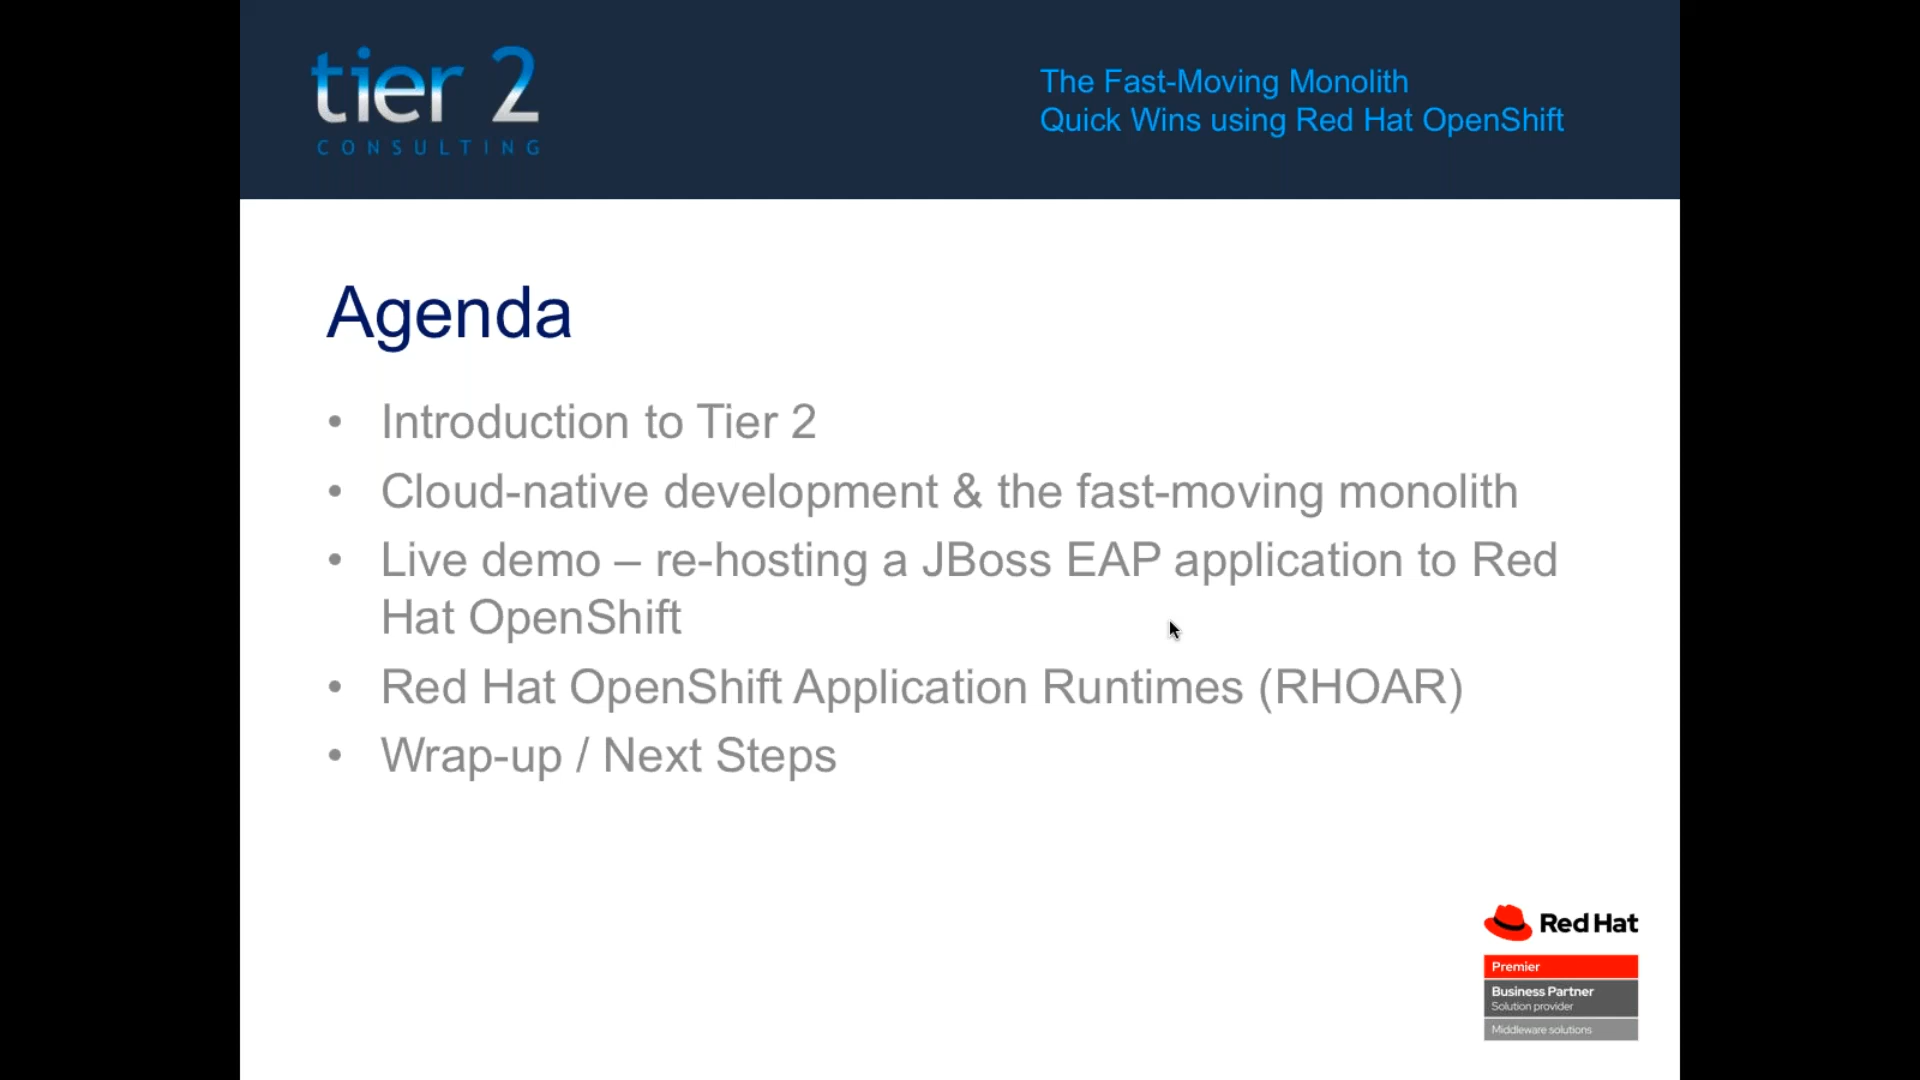 tier 2
CONSULTING
The Fast-Moving Monolith
Quick Wins using Red Hat OpenShift
Agenda
• Introduction to Tier 2
• Cloud-native development & the fast-moving monolith
• Live demo – re-hosting a JBoss EAP application to Red
Hat OpenShift
• Red Hat OpenShift Application Runtimes (RHOAR)
• Wrap-up / Next Steps
Red Hat
Premier
Business Partner
Solution provider
Middleware solutions